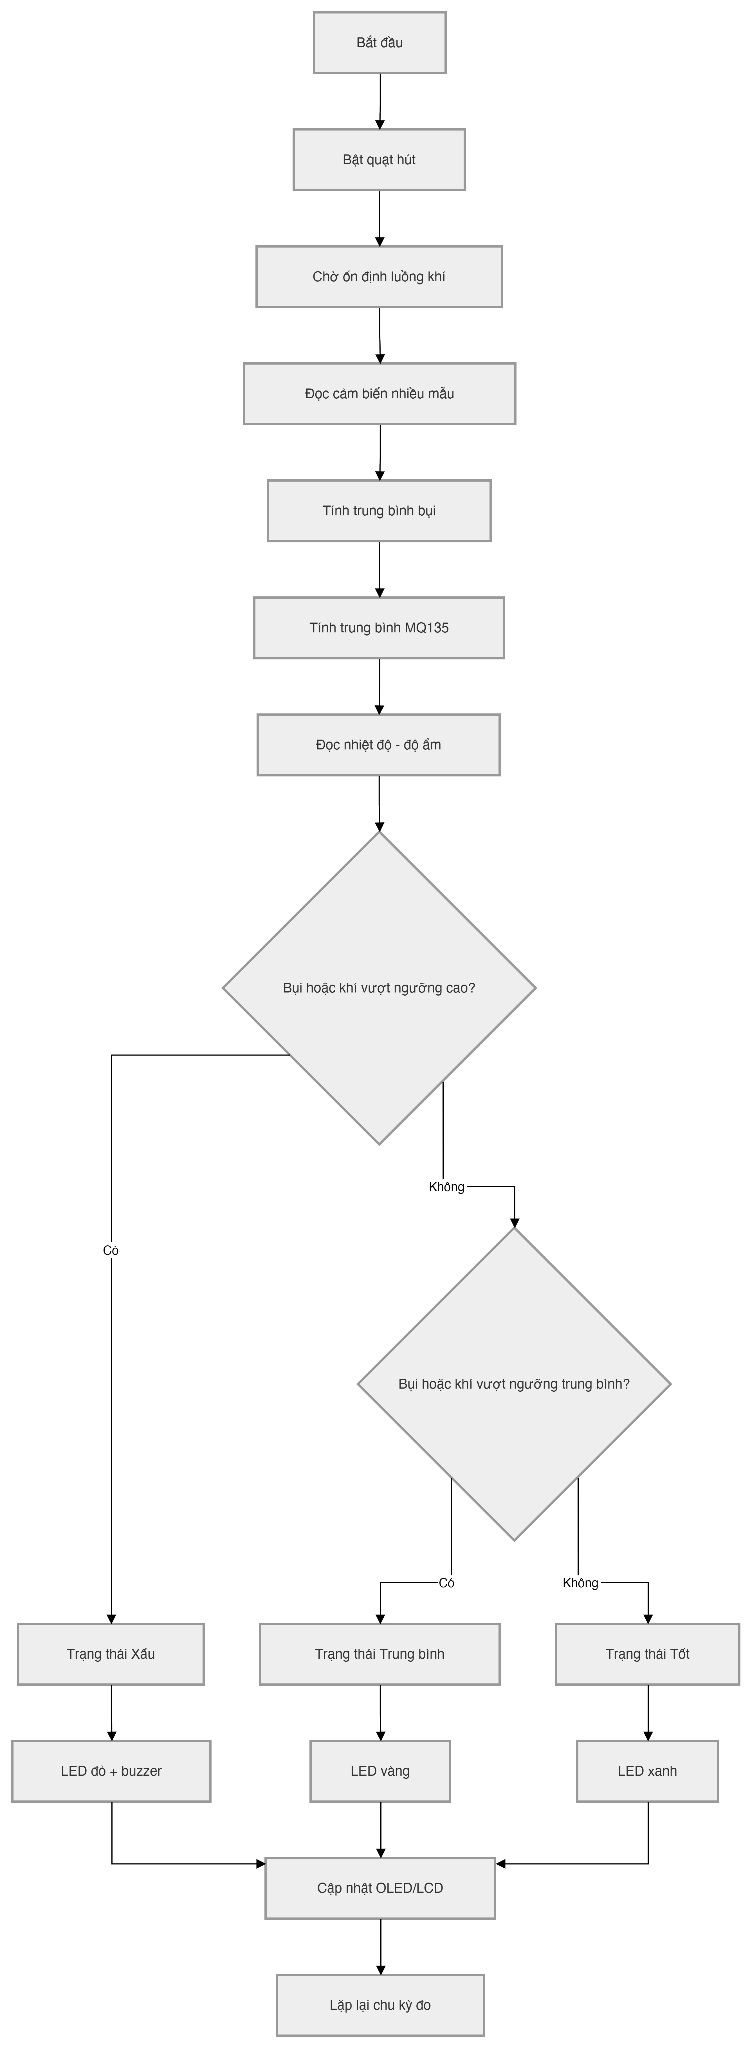 Bắt đầu
Bật quạt hút
Chờ ổn định luồng khí
Đọc cảm biến nhiều mẫu
Tính trung bình bụi
Tính trung bình MQ135
Đọc nhiệt độ - độ ẩm
Bụi hoặc khí vượt ngưỡng cao?
Không
Có
Bụi hoặc khí vượt ngưỡng trung bình?
Có
Không
Trạng thái Xấu
Trạng thái Trung bình
Trạng thái Tốt
LED đỏ + buzzer
LED vàng
LED xanh
Cập nhật OLED/LCD
Lặp lại chu kỳ đo